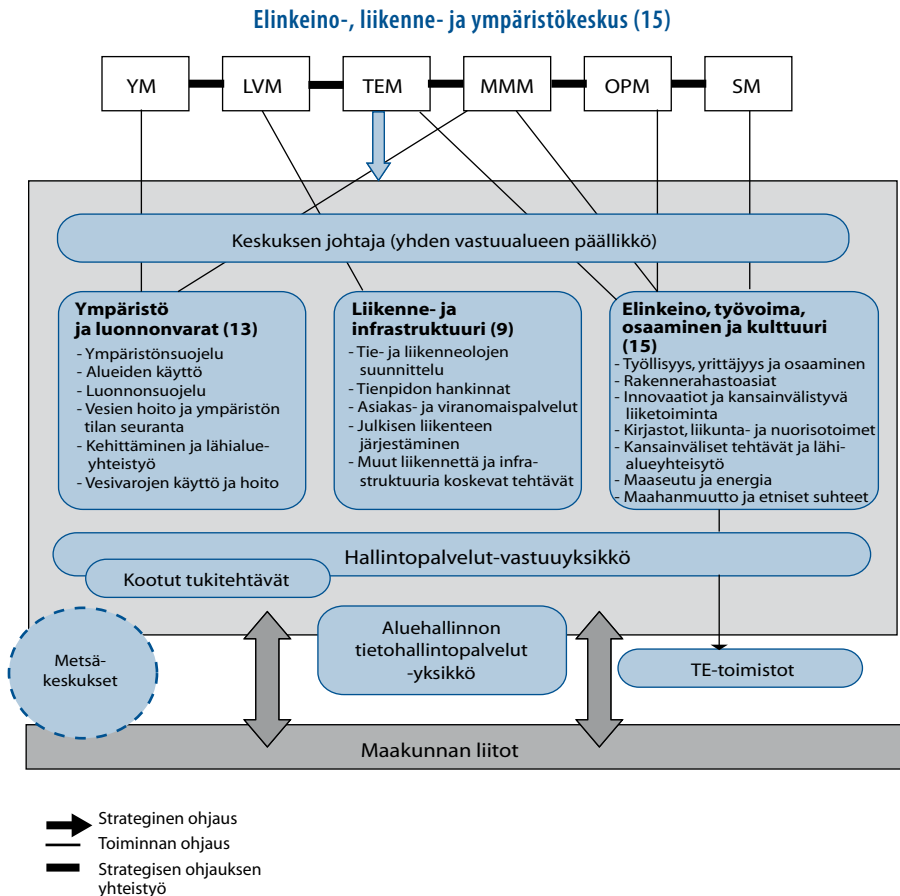 Elinkeino-, liikenne- ja ympäristökeskus (15)
YM
LVM
TEM
MMM
OPM
SM
Keskuksen johtaja (yhden vastuualueen päällikkö)
Ympäristö
ja luonnonvarat (13)
- Ympäristönsuojelu
- Alueiden käyttö
- Luonnonsuojelu
- Vesien hoito ja ympäristön
tilan seuranta
- Kehittäminen ja lähialue-
yhteistyö
- Vesivarojen käyttö ja hoito
Liikenne- ja
infrastruktuuri (9)
- Tie- ja liikenneolojen
suunnittelu
- Tienpidon hankinnat
- Asiakas- ja viranomaispalvelut
- Julkisen liikenteen
järjestäminen
- Muut liikennettä ja infra-
struktuuria koskevat tehtävät
Elinkeino, työvoima,
osaaminen ja kulttuuri
(15)
- Työllisyys, yrittäjyys ja osaaminen
- Rakennerahastoasiat
- Innovaatiot ja kansainvälistyvä
liiketoiminta
- Kirjastot, liikunta- ja nuorisotoimet
- Kansainväliset tehtävät ja lähi-
alueyhteisytö
- Maaseutu ja energia
- Maahanmuutto ja etniset suhteet
Hallintopalvelut-vastuuyksikkö
Kootut tukitehtävät
Metsä-
keskukset
Aluehallinnon
tietohallintopalvelut
-yksikkö
TE-toimistot
Maakunnan liitot
Strateginen ohjaus
Toiminnan ohjaus
Strategisen ohjauksen
yhteistyö